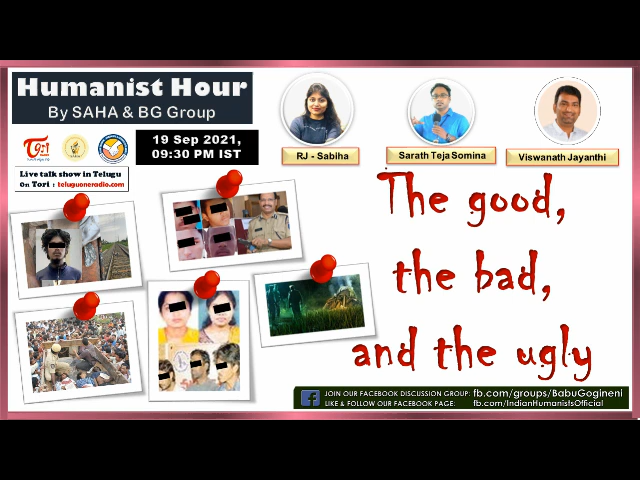 Humanist Hour
By SAHA & BG Group
19 Sep 2021,
09:30 PM IST
Live talk show in Telugu
On Tori : teluguoneradio.com
RJ - Sabiha
Sarath Teja Somina
Viswanath Jayanthi
The good,
the bad,
and the ugly
JOIN OUR FACEBOOK DISCUSSION GROUP: fb.com/groups/BabuGogineni
LIKE & FOLLOW OUR FACEBOOK PAGE: fb.com/IndianHumanistsOfficial